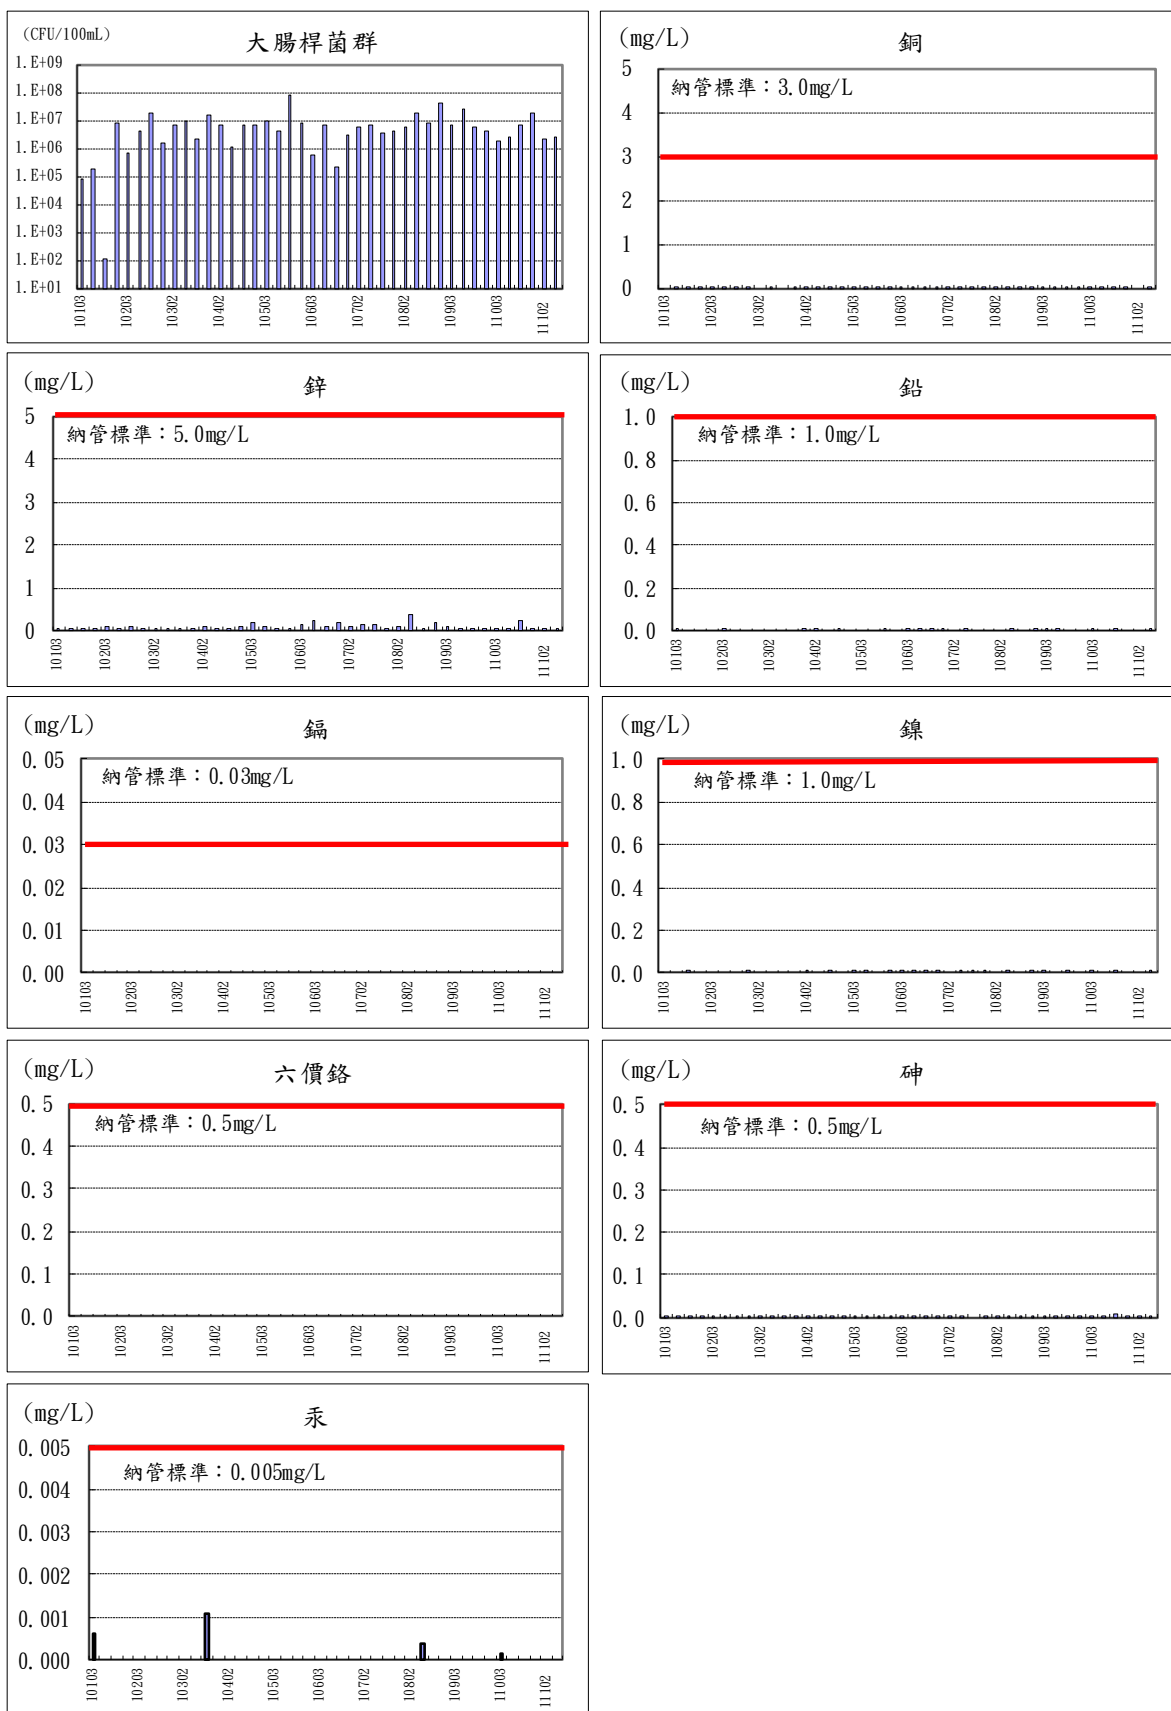 (CFU/100mL)
大腸桿菌群
1.E+09
1.E+08
1.E+07
1.E+06
1.E+05
1.E+04
1.E+03
1.E+02
1.E+01
10103 10203 10302 10402 10503 10603 10702 10802 10903 11003 11102
(mg/L)
銅
納管標準：3.0mg/L
5
4
3
2
1
0
10103 10203 10302 10402 10503 10603 10702 10802 10903 11003 11102
(mg/L)
鋅
納管標準：5.0mg/L
5
4
3
2
1
0
10103 10203 10302 10402 10503 10603 10702 10802 10903 11003 11102
(mg/L)
鉛
納管標準：1.0mg/L
1.0
0.8
0.6
0.4
0.2
0.0
10103 10203 10302 10402 10503 10603 10702 10802 10903 11003 11102
(mg/L)
鎘
納管標準：0.03mg/L
0.05
0.04
0.03
0.02
0.01
0.00
10103 10203 10302 10402 10503 10603 10702 10802 10903 11003 11102
(mg/L)
鎳
納管標準：1.0mg/L
1.0
0.8
0.6
0.4
0.2
0.0
10103 10203 10302 10402 10503 10603 10702 10802 10903 11003 11102
(mg/L)
六價鉻
納管標準：0.5mg/L
0.5
0.4
0.3
0.2
0.1
0.0
10103 10203 10302 10402 10503 10603 10702 10802 10903 11003 11102
(mg/L)
砷
納管標準：0.5mg/L
0.5
0.4
0.3
0.2
0.1
0.0
10103 10203 10302 10402 10503 10603 10702 10802 10903 11003 11102
(mg/L)
汞
納管標準：0.005mg/L
0.005
0.004
0.003
0.002
0.001
0.000
10103 10203 10302 10402 10503 10603 10702 10802 10903 11003 11102